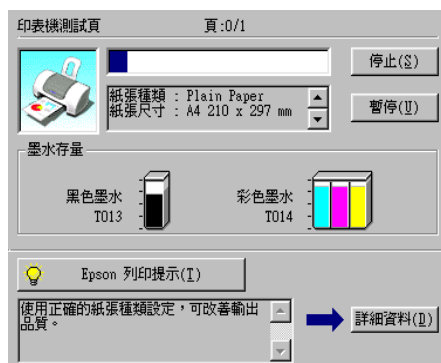 印表機測試頁 頁:0/1
停止(S)
紙張種類 : Plain Paper
紙張尺寸 : A4 210 x 297 mm
暫停(U)
墨水存量
黑色墨水
T013
彩色墨水
T014
Epson 列印提示(T)
使用正確的紙張種類設定，可改善輸出
品質。
詳細資料(D)